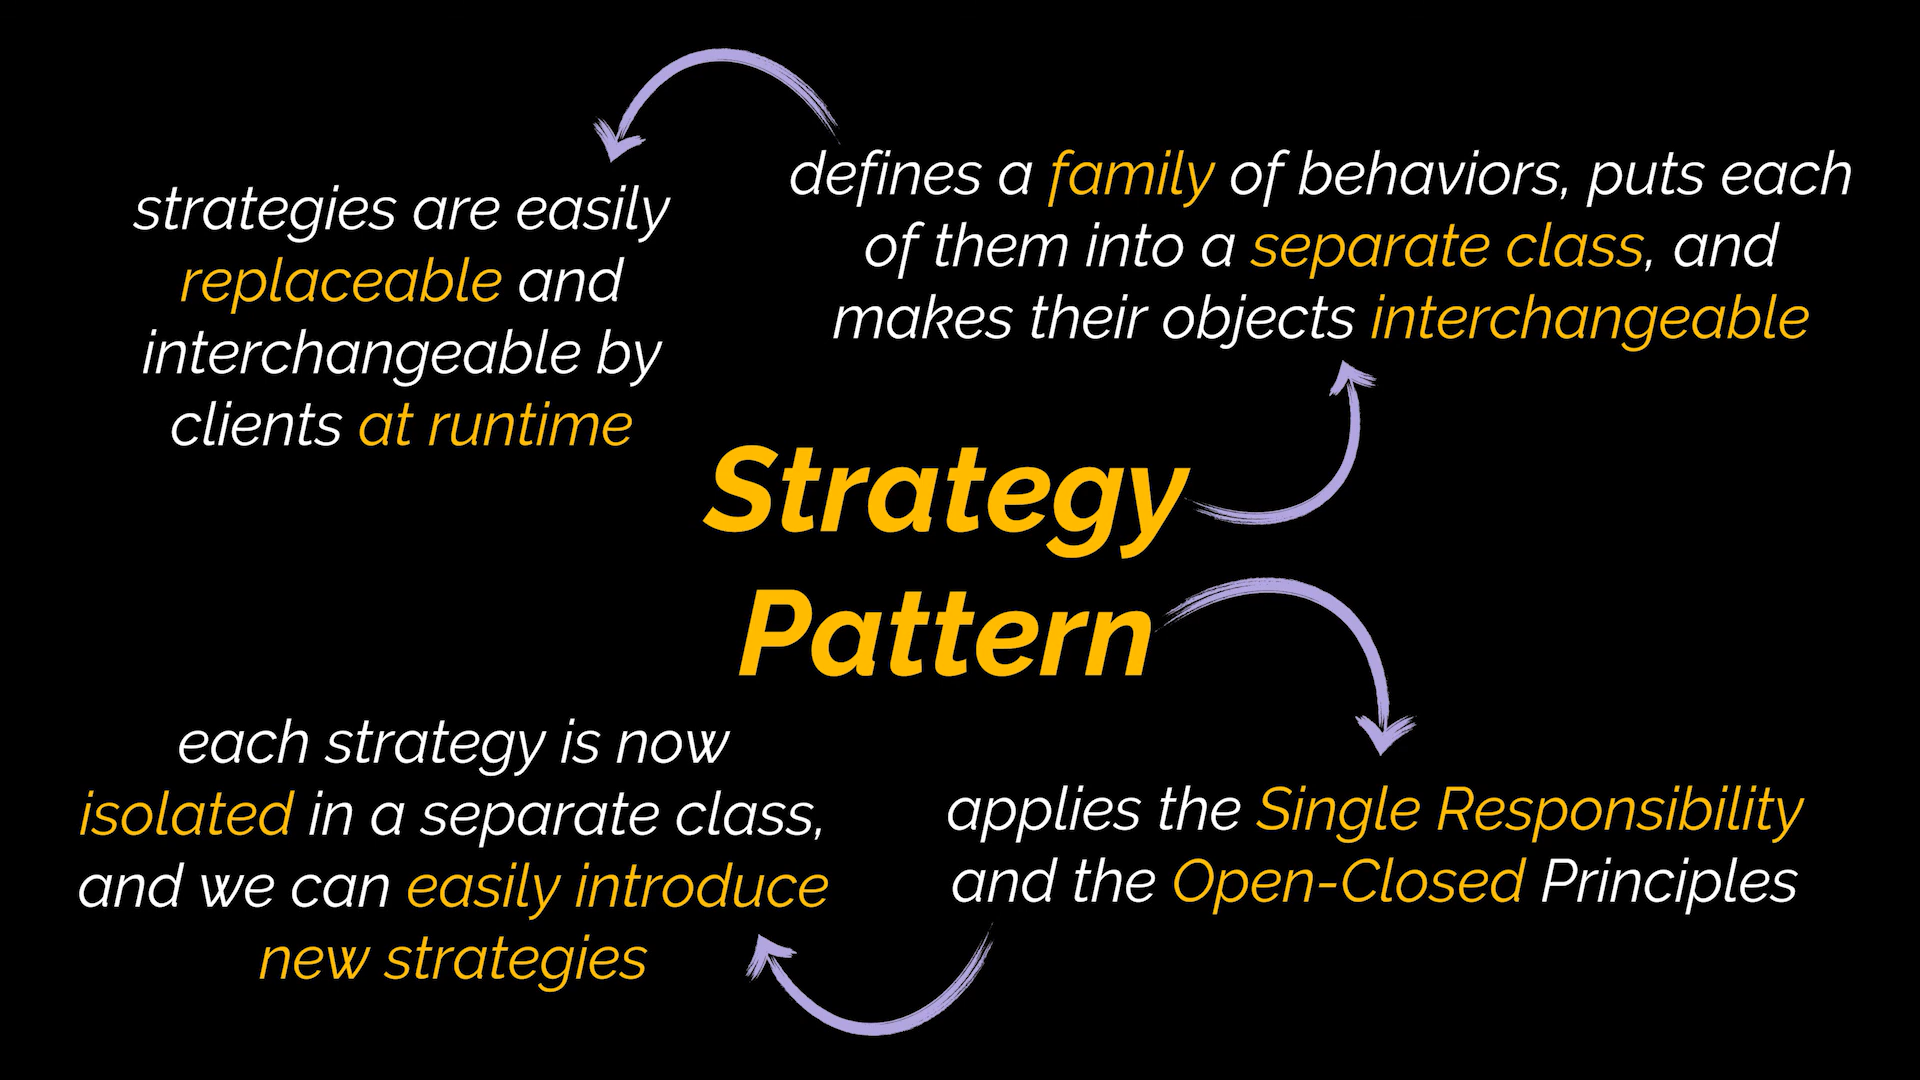 strategies are easily
replaceable and
interchangeable by
clients at runtime
defines a family of behaviors, puts each
of them into a separate class, and
makes their objects interchangeable
Strategy
Pattern
each strategy is now
isolated in a separate class,
and we can easily introduce
new strategies
applies the Single Responsibility
and the Open-Closed Principles